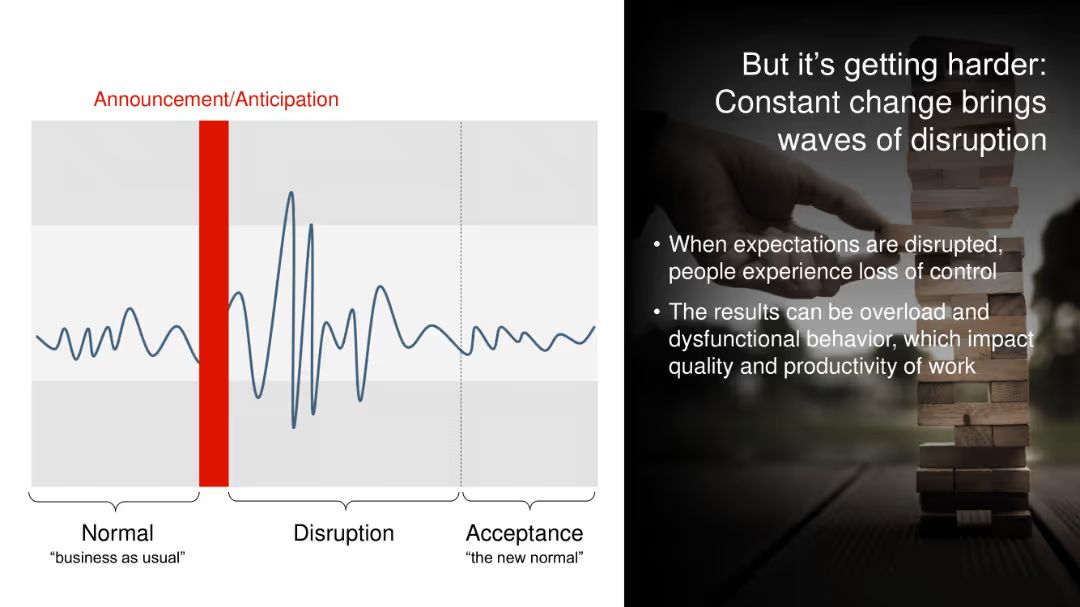 Announcement/Anticipation
Normal
“business as usual”
Disruption
Acceptance
“the new normal”
But it’s getting harder:
Constant change brings
waves of disruption
• When expectations are disrupted,
people experience loss of control
• The results can be overload and
dysfunctional behavior, which impact
quality and productivity of work